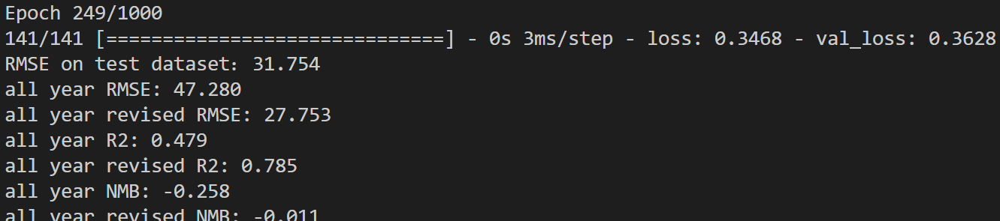 Epoch 249/1000
141/141 [==============================] - 0s 3ms/step - loss: 0.3468 - val_loss: 0.3628
RMSE on test dataset: 31.754
all year RMSE: 47.280
all year revised RMSE: 27.753
all year R2: 0.479
all year revised R2: 0.785
all year NMB: -0.258
all year revised NMB: -0.011